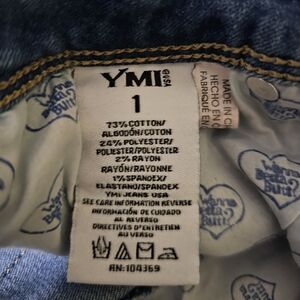 YMI
1
73% COTTON/
ALGODÓN/COTON
24% POLYESTER/
POLIESTER/POLYESTER
2% RAYON
RAYÓN/RAYONNE
1% SPANDEX/
ELASTANO/SPANDEX
YMI JEANS USA
SEE CARE INFORMATION REVERSE
INFORMACIÓN DE CUIDADO
AL REVERSO
DIRECTIVES D'ENTRETIEN
AU VERSO
RN: 104369
MADE IN
HECHO EN
FABRIQUÉ EN
Wanna
Betta
Butt